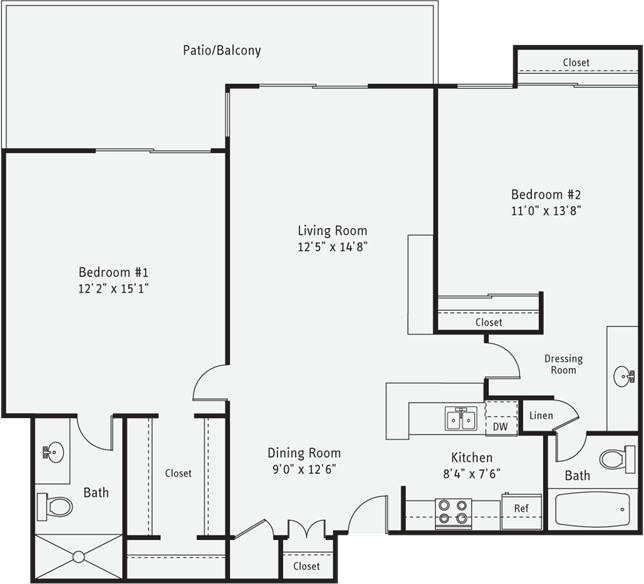 Patio/Balcony
Closet
Bedroom #2
11'0" x 13'8"
Living Room
12'5" x 14'8"
Bedroom #1
12'2" x 15'1"
Closet
Dressing
Room
Linen
DW
Dining Room
9'0" x 12'6"
Kitchen
8'4" x 7'6"
Closet
Bath
Bath
Ref
Closet